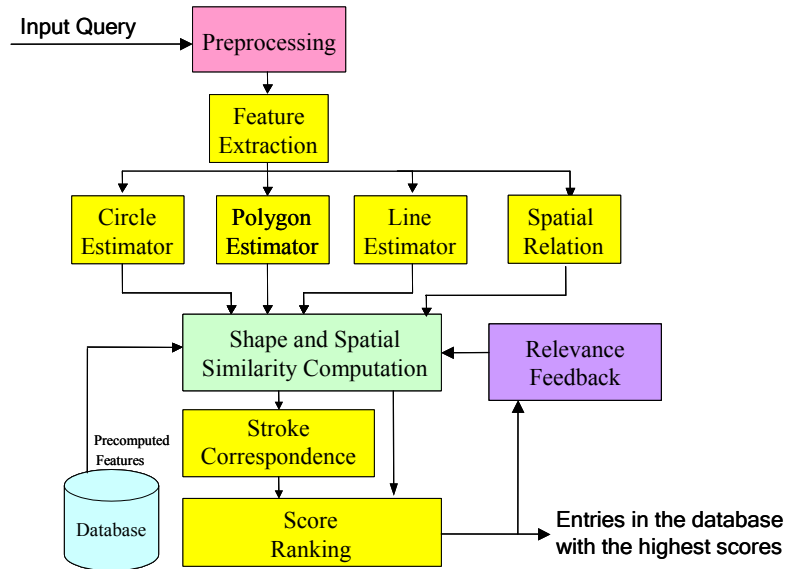 Input Query
Preprocessing
Feature
Extraction
Circle
Estimator
Polygon
Estimator
Line
Estimator
Spatial
Relation
Shape and Spatial
Similarity Computation
Relevance
Feedback
Precomputed
Features
Stroke
Correspondence
Database
Score
Ranking
Entries in the database
with the highest scores